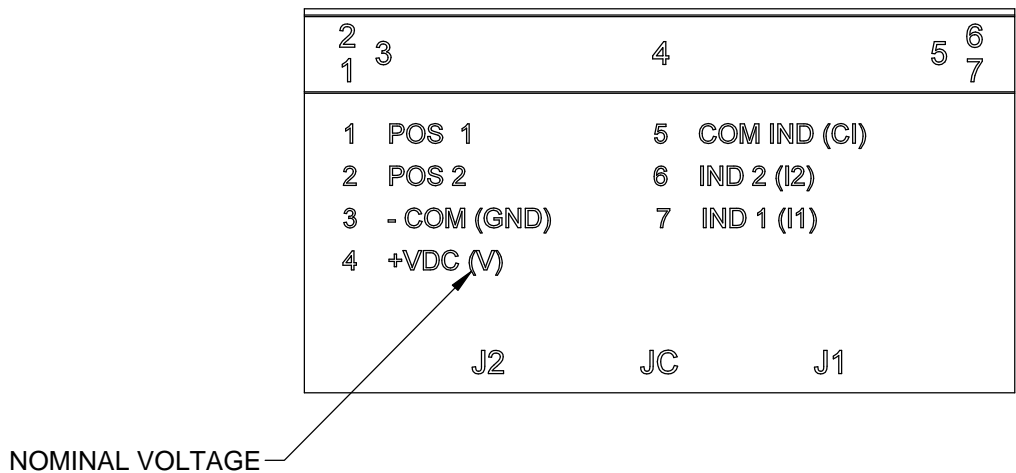 2 3 4 5 6
1 7
1 POS 1 5 COM IND (CI)
2 POS 2 6 IND 2 (I2)
3 - COM (GND) 7 IND 1 (I1)
4 +VDC (V)
J2 JC J1
NOMINAL VOLTAGE